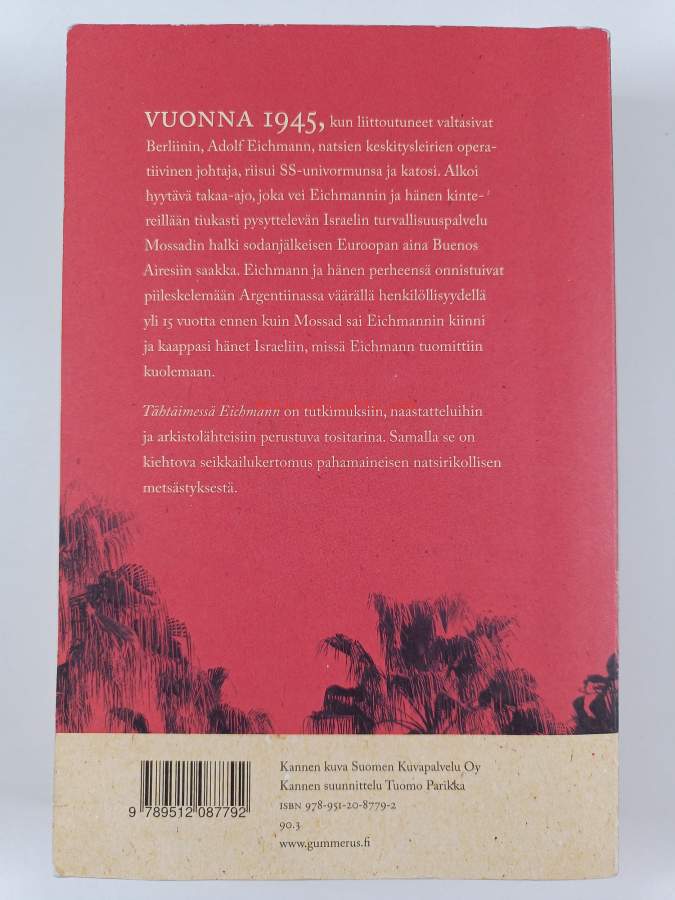 VUONNA 1945, kun liittoutuneet valtasivat
Berliinin, Adolf Eichmann, natsien keskitysleirien opera-
tiivinen johtaja, riisui SS-univormunsa ja katosi. Alkoi
hyytävä takaa-ajo, joka vei Eichmannin ja hänen kinte-
reillään tiukasti pysyttelevän Israelin turvallisuuspalvelu
Mossadin halki sodanjälkeisen Euroopan aina Buenos
Airesiin saakka. Eichmann ja hänen perheensä onnistuivat
piileskelemään Argentiinassa väärällä henkilöllisyydellä
yli 15 vuotta ennen kuin Mossad sai Eichmannin kiinni
ja kaappasi hänet Israeliin, missä Eichmann tuomittiin
kuolemaan.
Tähtäimessä Eichmann on tutkimuksiin, haastatteluihin
ja arkistolähteisiin perustuva tositarina. Samalla se on
kiehtova seikkailukertomus pahamaineisen natsirikollisen
metsästyksestä.
Kannen kuva Suomen Kuvapalvelu Oy
Kannen suunnittelu Tuomo Parikka
ISBN 978-951-20-8779-2
90.3
www.gummerus.fi
9 789512 087792